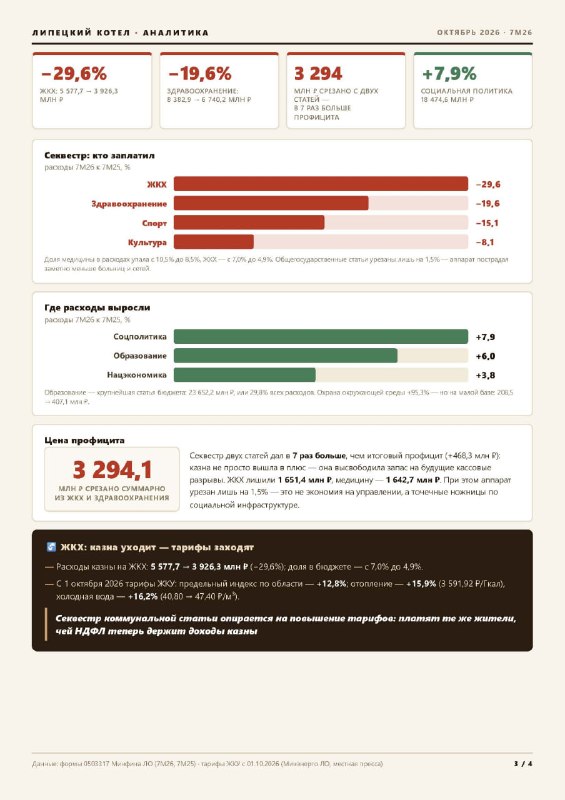 ЛИПЕЦКИЙ КОТЕЛ · АНАЛИТИКА
ОКТЯБРЬ 2026 · 7М26
−29,6%
ЖКХ: 5 577,7 → 3 926,3
МЛН ₽
−19,6%
ЗДРАВООХРАНЕНИЕ:
8 382,9 → 6 740,2 МЛН ₽
3 294
МЛН ₽ СРЕЗАНО С ДВУХ
СТАТЕЙ —
В 7 РАЗ БОЛЬШЕ
ПРОФИЦИТА
+7,9%
СОЦИАЛЬНАЯ ПОЛИТИКА
18 474,6 МЛН ₽
Секвестр: кто заплатил
расходы 7М26 к 7М25, %
ЖКХ −29,6
Здравоохранение −19,6
Спорт −15,1
Культура −8,1
Доля медицины в расходах упала с 10,5% до 8,5%, ЖКХ — с 7,0% до 4,9%. Общегосударственные статьи урезаны лишь на 1,5% — аппарат пострадал
заметно меньше больниц и сетей.
Где расходы выросли
расходы 7М26 к 7М25, %
Соцполитика +7,9
Образование +6,0
Нацэкономика +3,8
Образование — крупнейшая статья бюджета: 23 652,2 млн ₽, или 29,8% всех расходов. Охрана окружающей среды +95,3% — но на малой базе: 208,5
→ 407,1 млн ₽.
Цена профицита
3 294,1
МЛН ₽ СРЕЗАНО СУММАРНО
ИЗ ЖКХ И ЗДРАВООХРАНЕНИЯ
Секвестр двух статей дал в 7 раз больше, чем итоговый профицит (+468,3 млн ₽):
казна не просто вышла в плюс — она высвободила запас на будущие кассовые
разрывы. ЖКХ лишили 1 651,4 млн ₽, медицину — 1 642,7 млн ₽. При этом аппарат
урезан лишь на 1,5% — это не экономия на управлении, а точечные ножницы по
социальной инфраструктуре.
ЖКХ: казна уходит — тарифы заходят
— Расходы казны на ЖКХ: 5 577,7 → 3 926,3 млн ₽ (−29,6%); доля в бюджете — с 7,0% до 4,9%.
— С 1 октября 2026 тарифы ЖКУ: предельный индекс по области — +12,8%; отопление — +15,9% (3 591,92 ₽/Гкал),
холодная вода — +16,2% (40,80 → 47,40 ₽/м³).
Секвестр коммунальной статьи опирается на повышение тарифов: платят те же жители,
чей НДФЛ теперь держит доходы казны
Данные: формы 0503317 Минфина ЛО (7М26, 7М25) · тарифы ЖКУ с 01.10.2026 (Минэнерго ЛО, местная пресса)
3 / 4